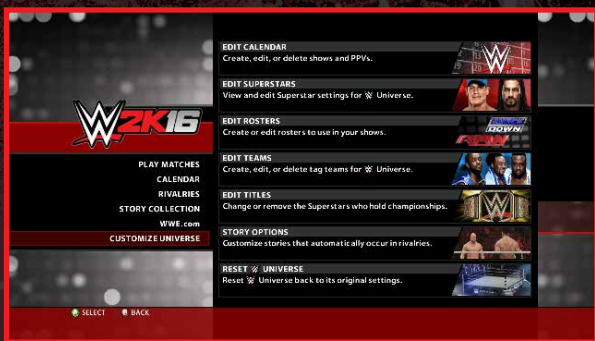 W 2K16
PLAY MATCHES
CALENDAR
RIVALRIES
STORY COLLECTION
WWE.com
CUSTOMIZE UNIVERSE
EDIT CALENDAR
Create, edit, or delete shows and PPVs.
EDIT SUPERSTARS
View and edit Superstar settings for W Universe.
EDIT ROSTERS
Create or edit rosters to use in your shows.
EDIT TEAMS
Create, edit, or delete tag teams for W Universe.
EDIT TITLES
Change or remove the Superstars who hold championships.
STORY OPTIONS
Customize stories that automatically occur in rivalries.
RESET W UNIVERSE
Reset W Universe back to its original settings.
DOWN
RAW
SELECT BACK